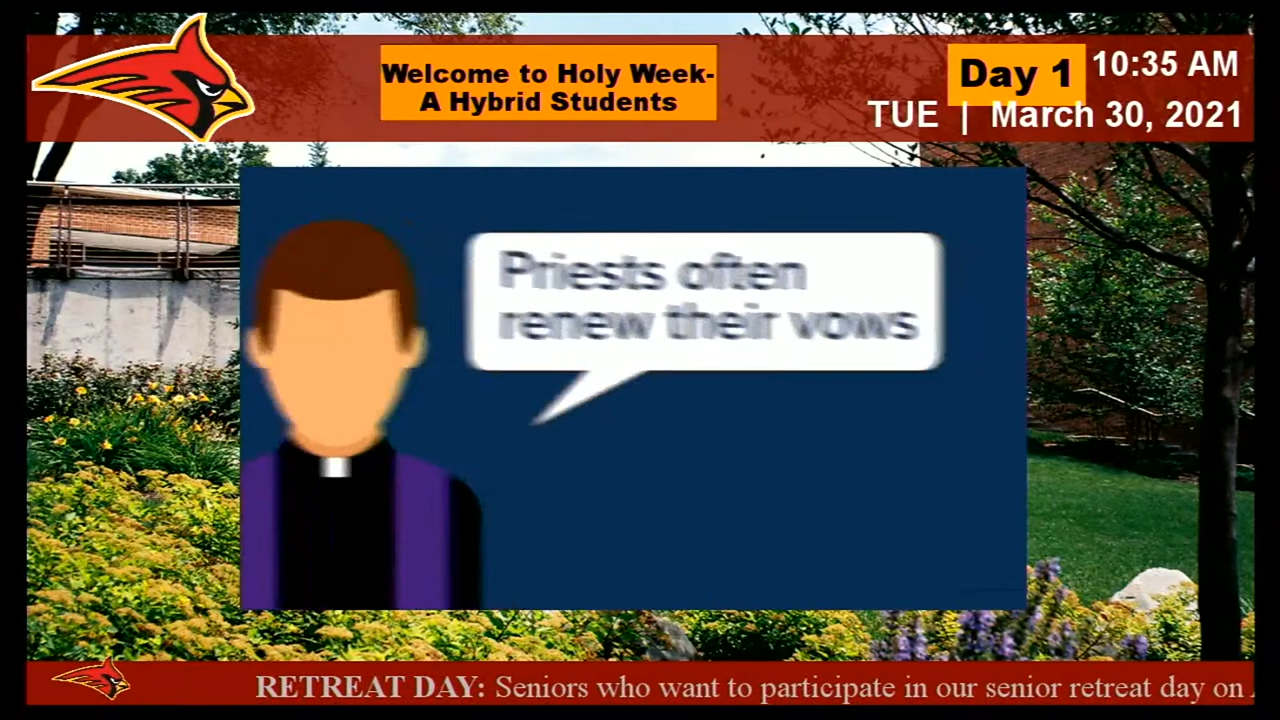 Welcome to Holy Week-
A Hybrid Students
Day 1
10:35 AM
TUE | March 30, 2021
Priests often
renew their vows
RETREAT DAY: Seniors who want to participate in our senior retreat day on